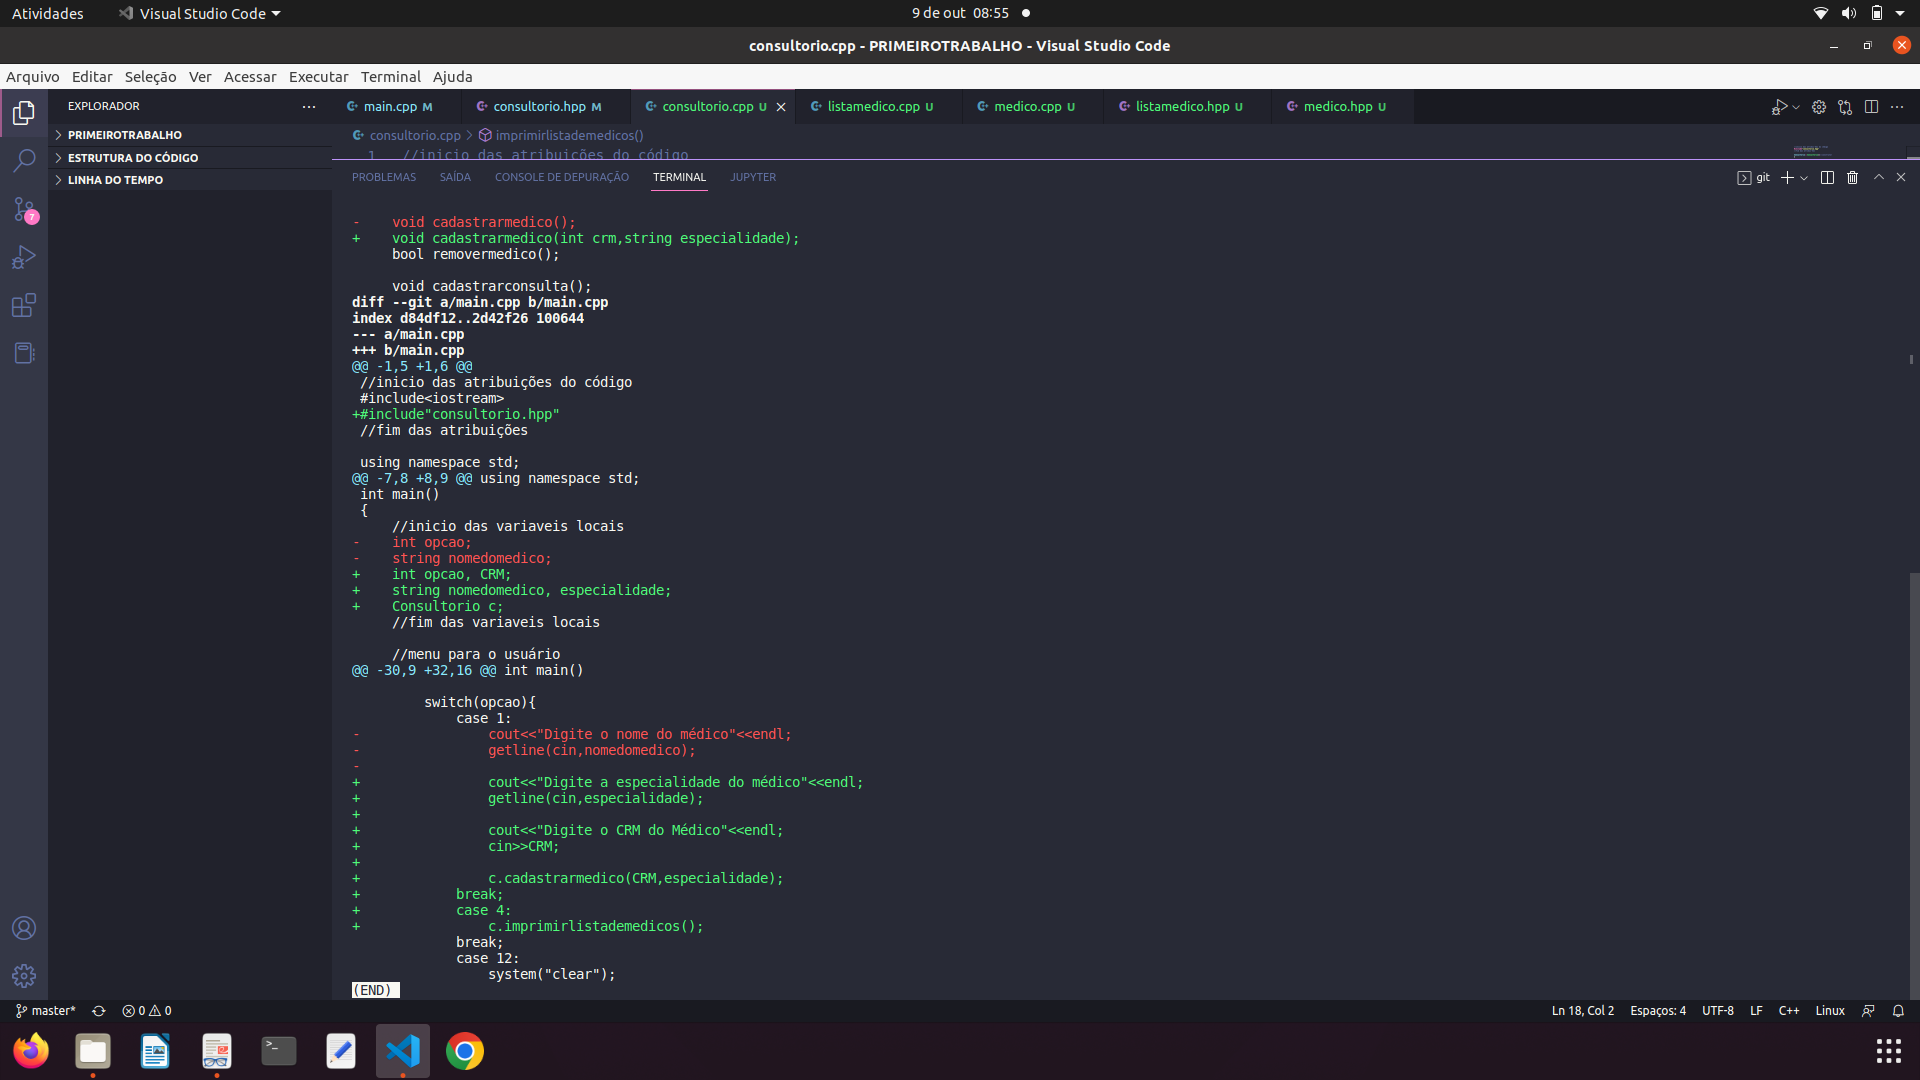 Atividades
Visual Studio Code
9 de out 08:55
consultorio.cpp - PRIMEIROTRABALHO - Visual Studio Code
Arquivo Editar Seleção Ver Acessar Executar Terminal Ajuda
EXPLORADOR
PRIMEIROTRABALHO
ESTRUTURA DO CÓDIGO
LINHA DO TEMPO
7
main.cpp M
consultorio.hpp M
consultorio.cpp U
listamedico.cpp U
medico.cpp U
listamedico.hpp U
medico.hpp U
consultorio.cpp > imprimirlistademedicos()
1 //inicio das atribuições do código
PROBLEMAS SAÍDA CONSOLE DE DEPURAÇÃO TERMINAL JUPYTER
git
-    void cadastrarmedico();
+    void cadastrarmedico(int crm,string especialidade);
     bool removermedico();
     void cadastrarconsulta();
diff --git a/main.cpp b/main.cpp
index d84df12..2d42f26 100644
--- a/main.cpp
+++ b/main.cpp
@@ -1,5 +1,6 @@
 //inicio das atribuições do código
 #include<iostream>
+#include"consultorio.hpp"
 //fim das atribuições
 using namespace std;
@@ -7,8 +8,9 @@ using namespace std;
 int main()
 {
     //inicio das variaveis locais
-    int opcao;
-    string nomedomedico;
+    int opcao, CRM;
+    string nomedomedico, especialidade;
+    Consultorio c;
     //fim das variaveis locais
     //menu para o usuário
@@ -30,9 +32,16 @@ int main()
         switch(opcao){
             case 1:
-                cout<<"Digite o nome do médico"<<endl;
-                getline(cin,nomedomedico);
-
+                cout<<"Digite a especialidade do médico"<<endl;
+                getline(cin,especialidade);
+
+                cout<<"Digite o CRM do Médico"<<endl;
+                cin>>CRM;
+
+                c.cadastrarmedico(CRM,especialidade);
+            break;
+            case 4:
+                c.imprimirlistademedicos();
             break;
             case 12:
                 system("clear");
(END)
master* 0 0
Ln 18, Col 2 Espaços: 4 UTF-8 LF C++ Linux